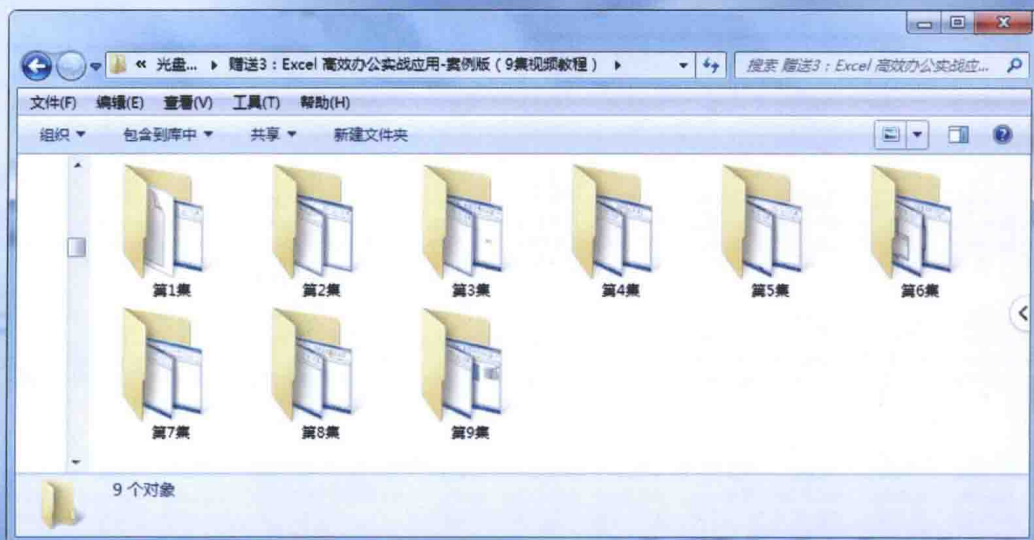 « 光盘... ▸ 赠送3：Excel 高效办公实战应用-案例版（9集视频教程） ▸
搜索 赠送3：Excel 高效办公实战应...
文件(F) 编辑(E) 查看(V) 工具(T) 帮助(H)
组织 ▼ 包含到库中 ▼ 共享 ▼ 新建文件夹
第1集 第2集 第3集 第4集 第5集 第6集
第7集 第8集 第9集
9 个对象